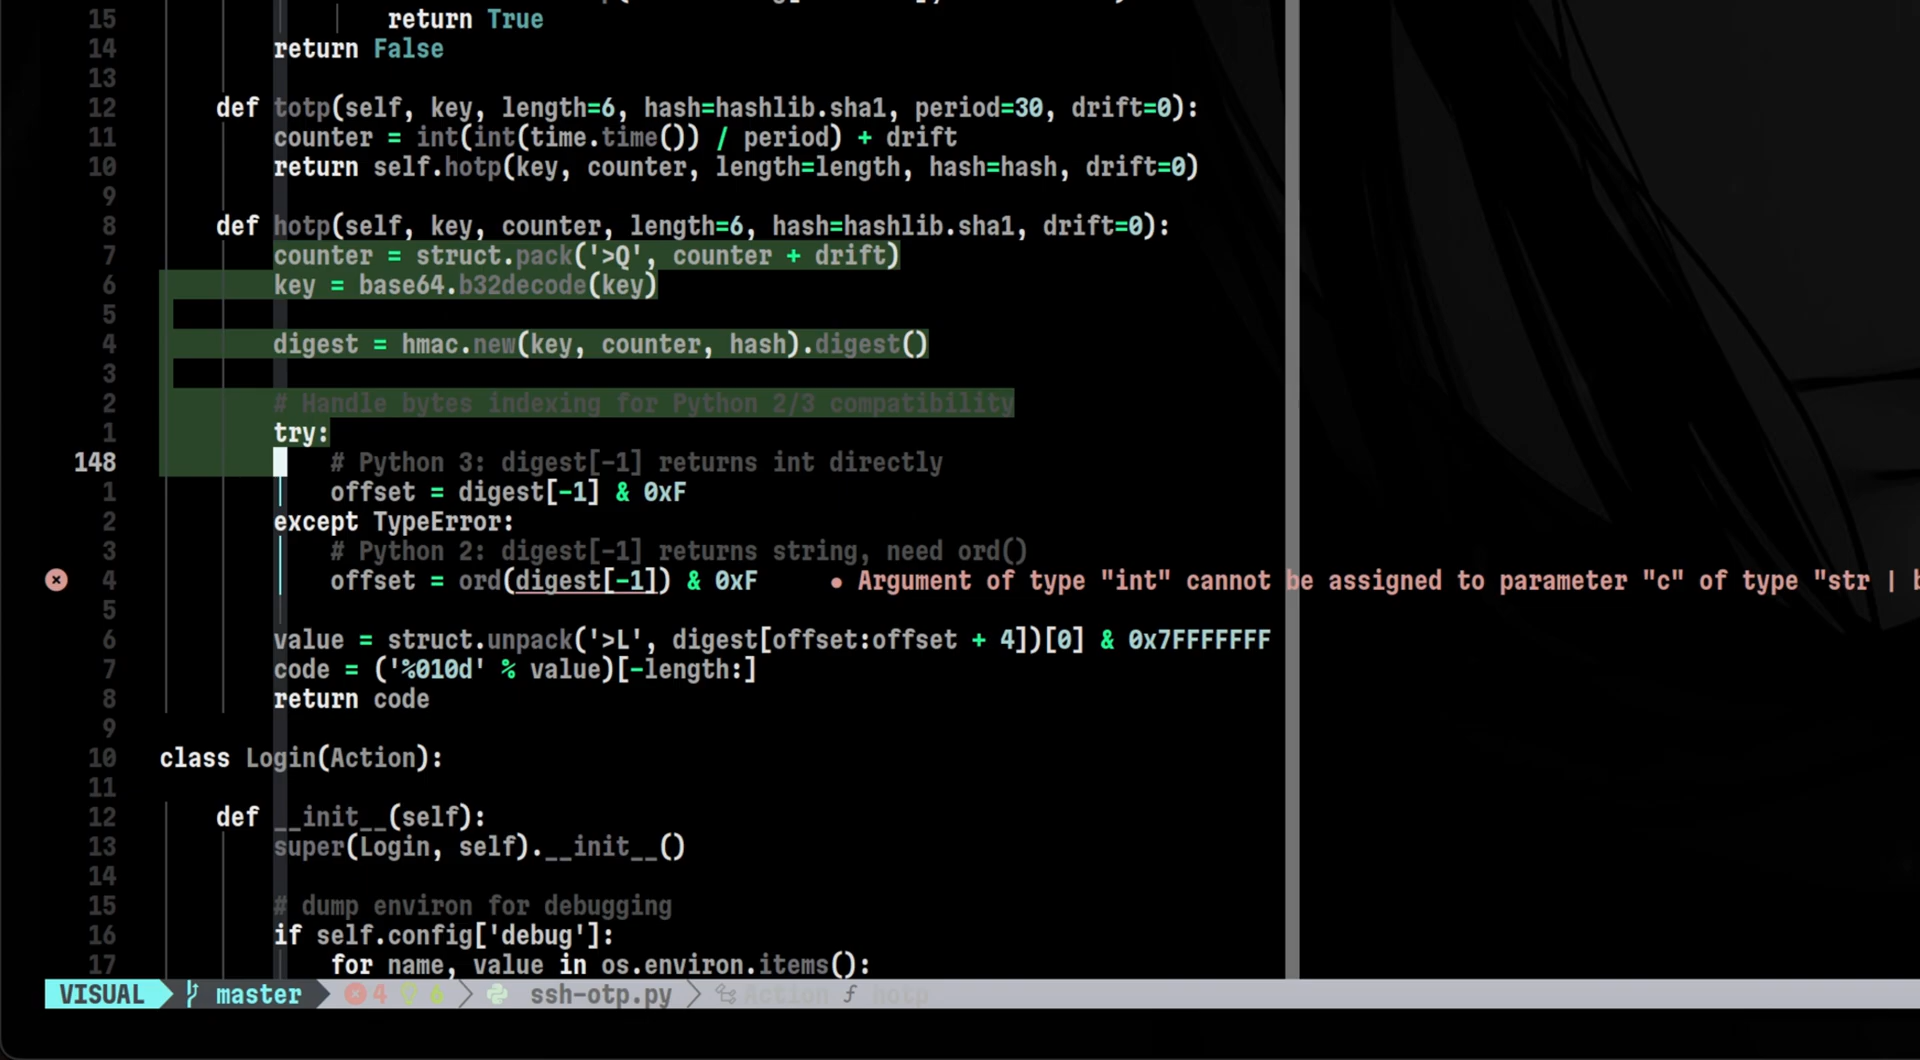 15 return True
14 return False
13
12 def totp(self, key, length=6, hash=hashlib.sha1, period=30, drift=0):
11 counter = int(int(time.time()) / period) + drift
10 return self.hotp(key, counter, length=length, hash=hash, drift=0)
9
8 def hotp(self, key, counter, length=6, hash=hashlib.sha1, drift=0):
7 counter = struct.pack('>Q', counter + drift)
6 key = base64.b32decode(key)
5
4 digest = hmac.new(key, counter, hash).digest()
3
2 # Handle bytes indexing for Python 2/3 compatibility
1 try:
148 # Python 3: digest[-1] returns int directly
1 offset = digest[-1] & 0xF
2 except TypeError:
3 # Python 2: digest[-1] returns string, need ord()
4 offset = ord(digest[-1]) & 0xF ● Argument of type "int" cannot be assigned to parameter "c" of type "str |
5
6 value = struct.unpack('>L', digest[offset:offset + 4])[0] & 0x7FFFFFFF
7 code = ('%010d' % value)[-length:]
8 return code
9
10 class Login(Action):
11
12 def __init__(self):
13 super(Login, self).__init__()
14
15 # dump environ for debugging
16 if self.config['debug']:
17 for name, value in os.environ.items():
VISUAL master 4 6 ssh-otp.py Action f hotp